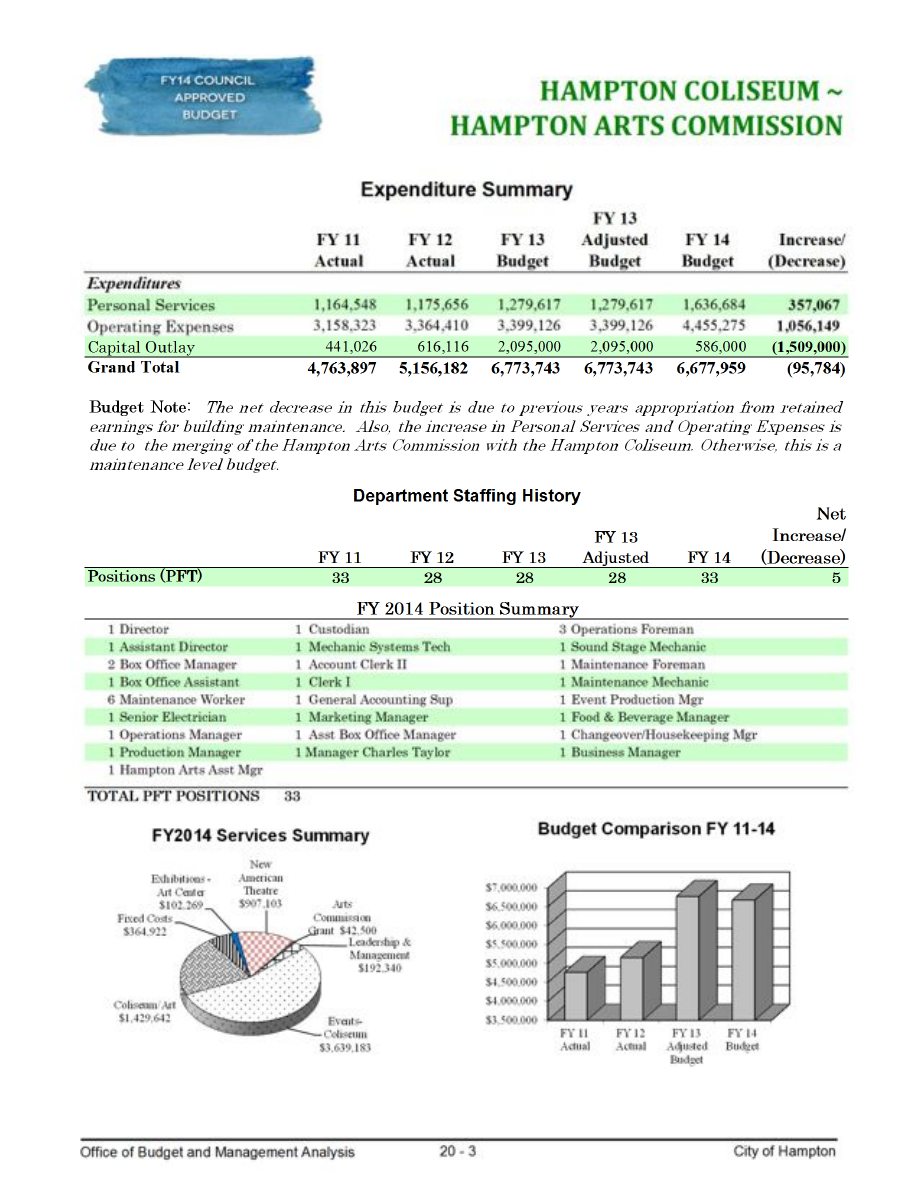 FY14 COUNCIL
APPROVED
BUDGET
HAMPTON COLISEUM ~
HAMPTON ARTS COMMISSION
Expenditure Summary
FY 11 Actual FY 12 Actual FY 13 Budget FY 13 Adjusted Budget FY 14 Budget Increase/ (Decrease)
Expenditures
Personal Services 1,164,548 1,175,656 1,279,617 1,279,617 1,636,684 357,067
Operating Expenses 3,158,323 3,364,410 3,399,126 3,399,126 4,455,275 1,056,149
Capital Outlay 441,026 616,116 2,095,000 2,095,000 586,000 (1,509,000)
Grand Total 4,763,897 5,156,182 6,773,743 6,773,743 6,677,959 (95,784)
Budget Note: The net decrease in this budget is due to previous years appropriation from retained
earnings for building maintenance. Also, the increase in Personal Services and Operating Expenses is
due to the merging of the Hampton Arts Commission with the Hampton Coliseum. Otherwise, this is a
maintenance level budget.
Department Staffing History
FY 11 FY 12 FY 13 FY 13 Adjusted FY 14 Net Increase/ (Decrease)
Positions (PFT) 33 28 28 28 33 5
FY 2014 Position Summary
1 Director 1 Custodian 3 Operations Foreman
1 Assistant Director 1 Mechanic Systems Tech 1 Sound Stage Mechanic
2 Box Office Manager 1 Account Clerk II 1 Maintenance Foreman
1 Box Office Assistant 1 Clerk I 1 Maintenance Mechanic
6 Maintenance Worker 1 General Accounting Sup 1 Event Production Mgr
1 Senior Electrician 1 Marketing Manager 1 Food & Beverage Manager
1 Operations Manager 1 Asst Box Office Manager 1 Changeover/Housekeeping Mgr
1 Production Manager 1 Manager Charles Taylor 1 Business Manager
1 Hampton Arts Asst Mgr
TOTAL PFT POSITIONS 33
FY2014 Services Summary
New
American
Theatre
$907,103
Exhibitions -
Art Center
$102,269
Fixed Costs
$364,922
Arts
Commission
Grant $42,500
Leadership &
Management
$192,340
Coliseum/Art
$1,429,642
Events-
Coliseum
$3,639,183
Budget Comparison FY 11-14
$7,000,000
$6,500,000
$6,000,000
$5,500,000
$5,000,000
$4,500,000
$4,000,000
$3,500,000
FY 11 Actual
FY 12 Actual
FY 13 Adjusted Budget
FY 14 Budget
Office of Budget and Management Analysis 20 - 3 City of Hampton